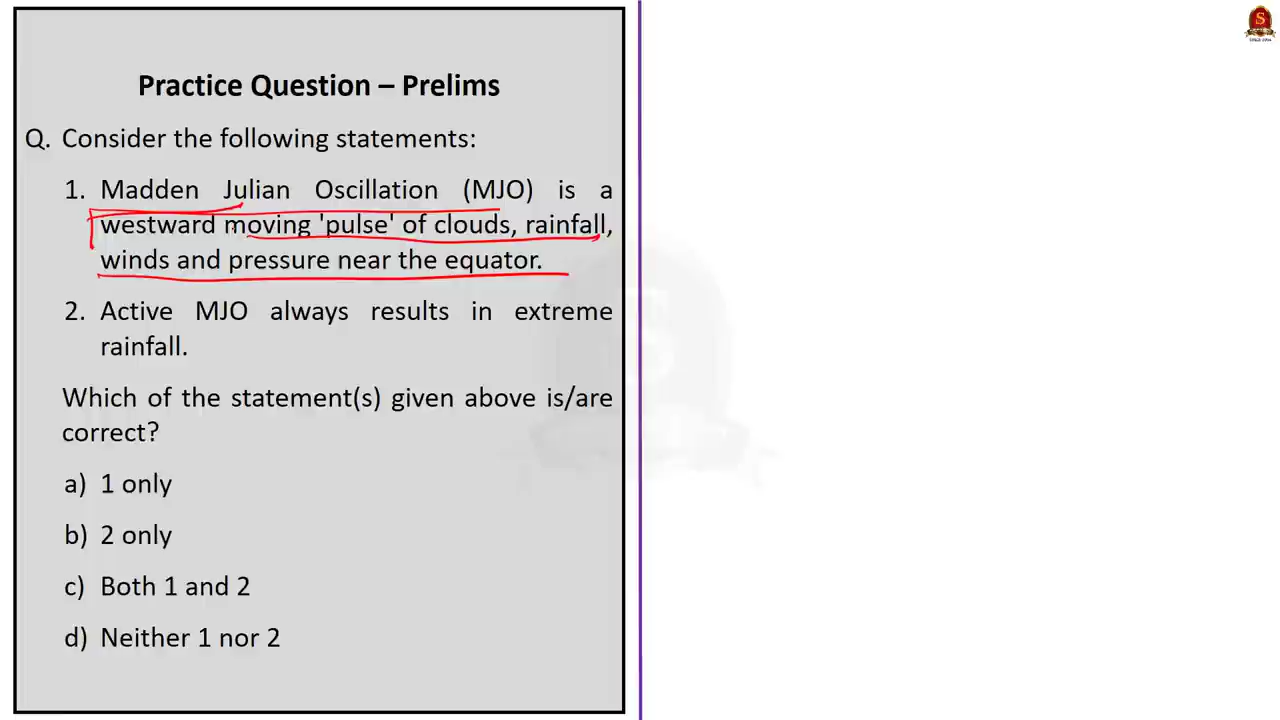 Practice Question – Prelims
Q. Consider the following statements:
1. Madden Julian Oscillation (MJO) is a
westward moving 'pulse' of clouds, rainfall,
winds and pressure near the equator.
2. Active MJO always results in extreme
rainfall.
Which of the statement(s) given above is/are
correct?
a) 1 only
b) 2 only
c) Both 1 and 2
d) Neither 1 nor 2
S
S